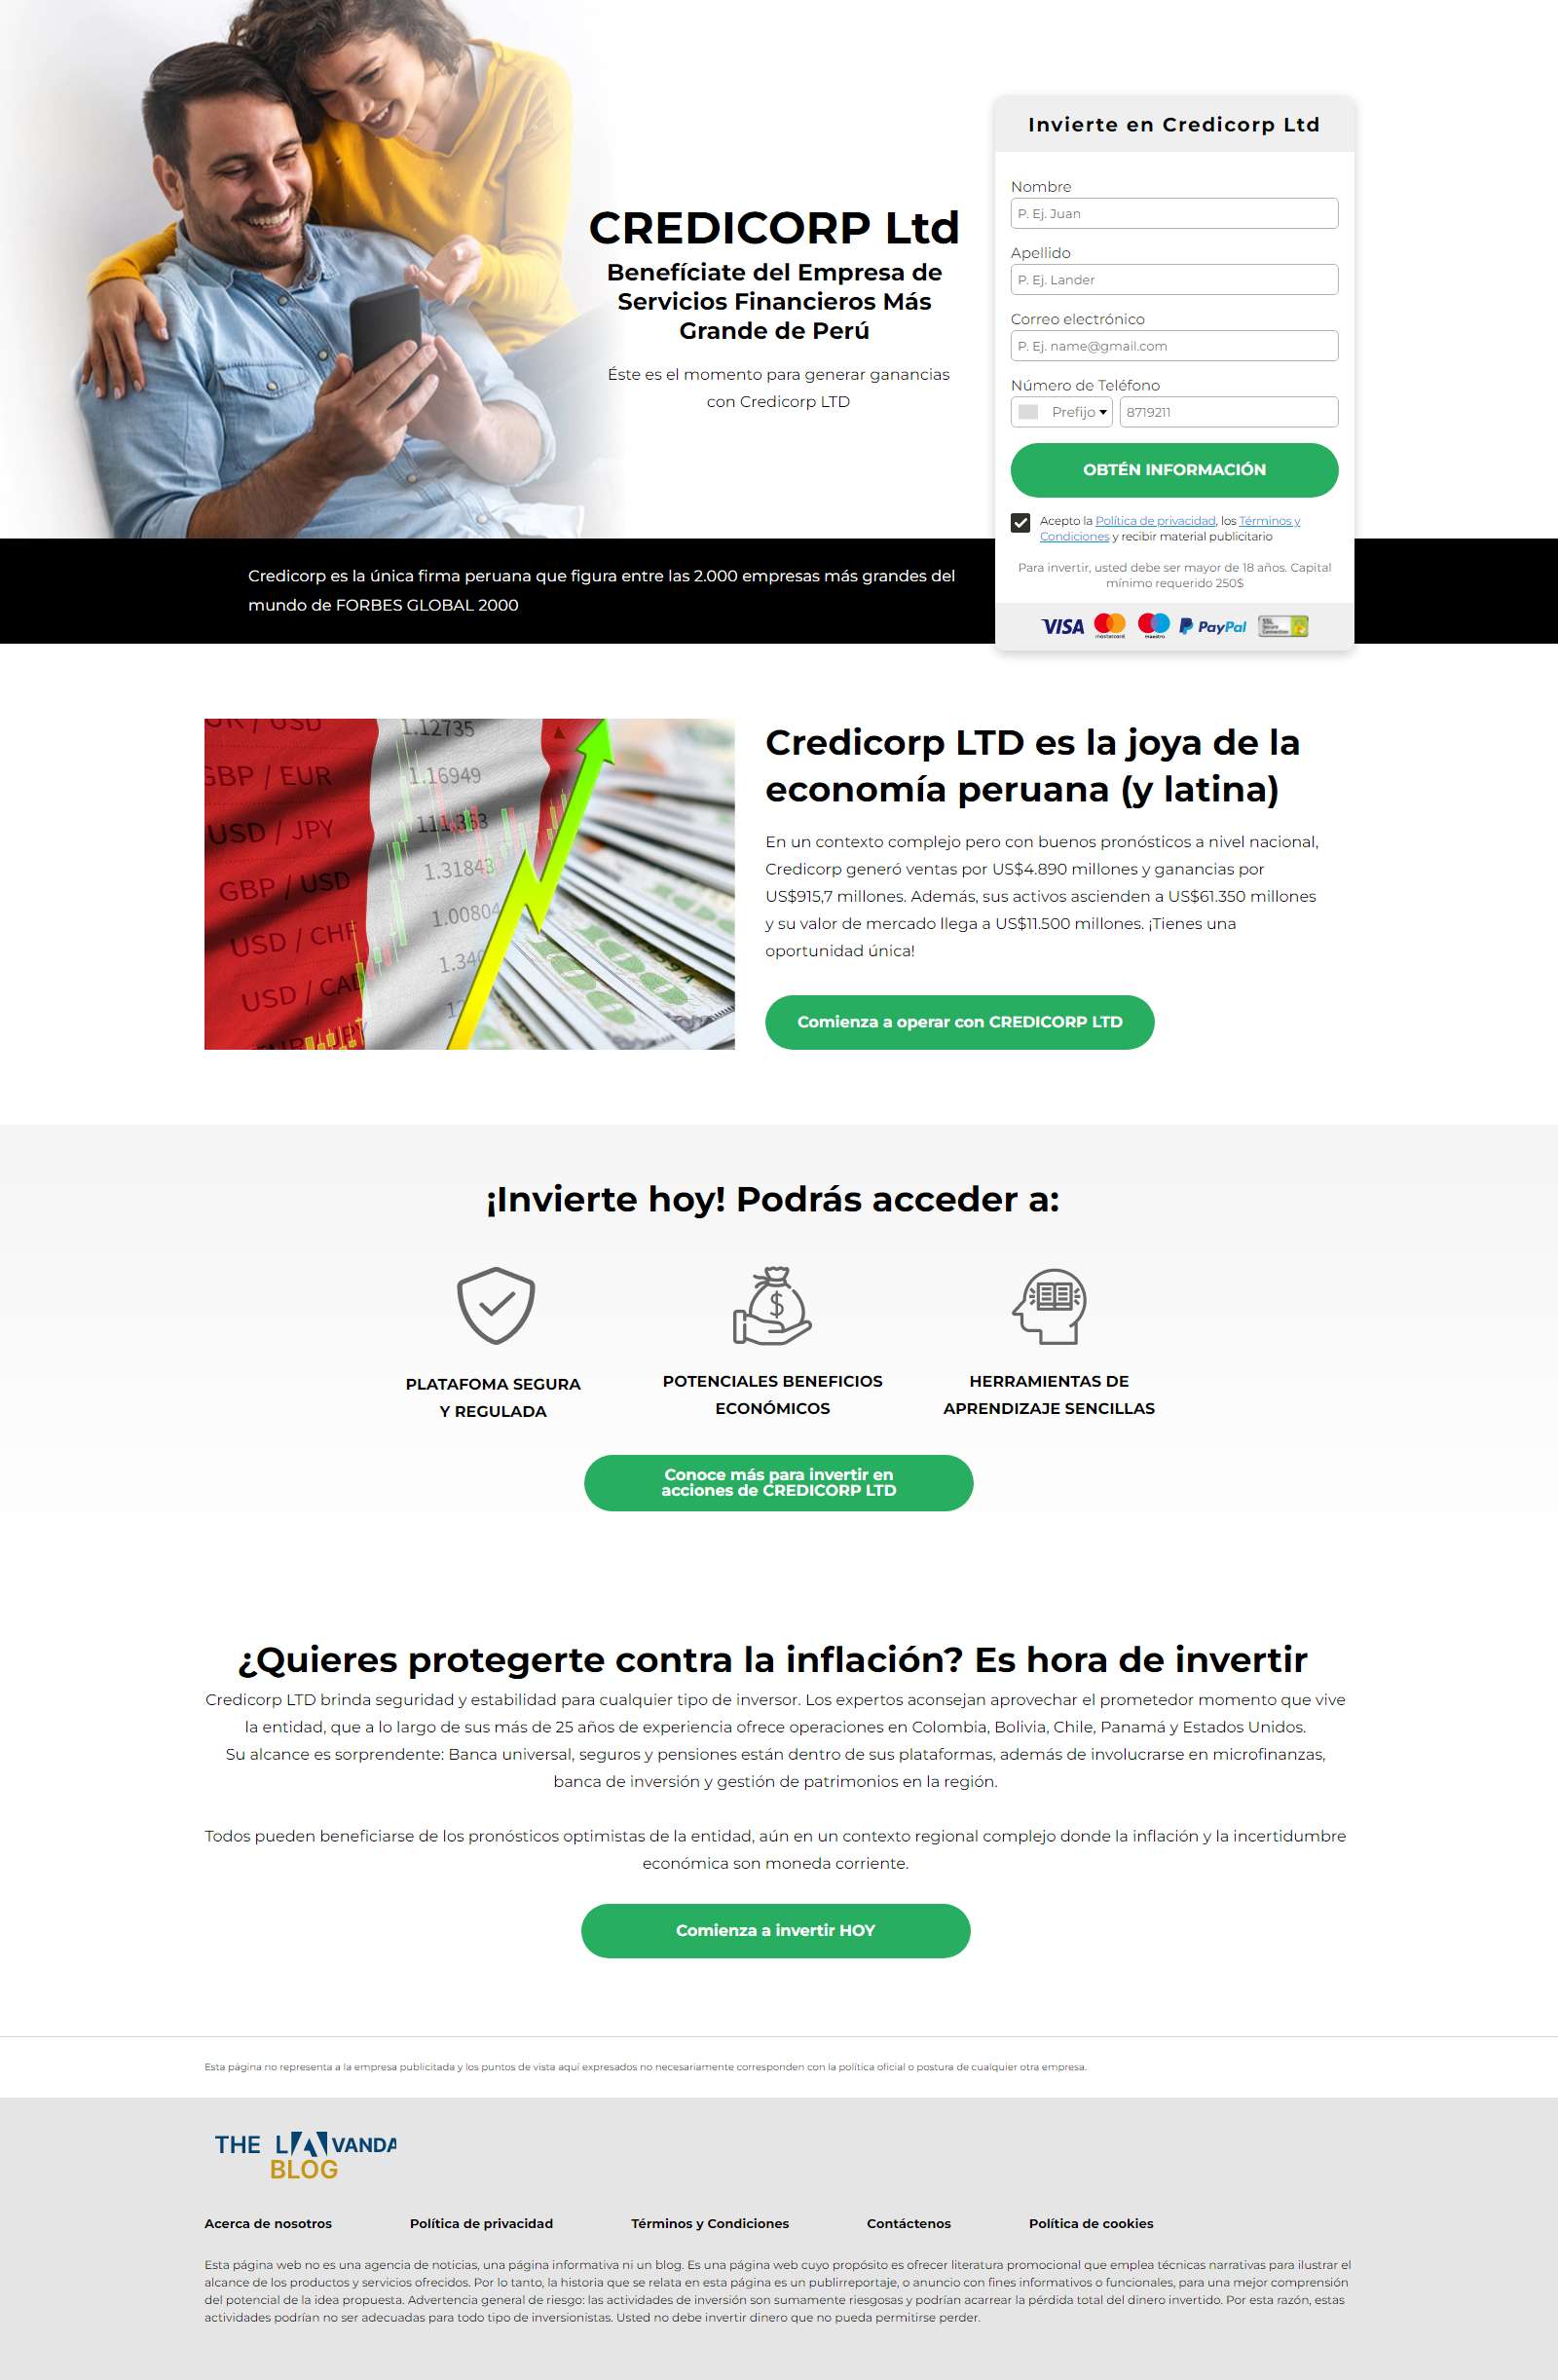 Invierte en Credicorp Ltd
Nombre
P. Ej. Juan
Apellido
P. Ej. Lander
Correo electrónico
P. Ej. name@gmail.com
Número de Teléfono
Prefijo
8719211
OBTÉN INFORMACIÓN
Acepto la Política de privacidad, los Términos y
Condiciones y recibir material publicitario
Para invertir, usted debe ser mayor de 18 años. Capital
mínimo requerido 250$
VISA
mastercard
maestro
PayPal
SSL
Secure
Connection
CREDICORP Ltd
Benefíciate del Empresa de
Servicios Financieros Más
Grande de Perú
Éste es el momento para generar ganancias
con Credicorp LTD
Credicorp es la única firma peruana que figura entre las 2.000 empresas más grandes del
mundo de FORBES GLOBAL 2000
/ USD
1.12735
GBP / EUR
1.16949
USD / JPY
111.363
GBP / USD
1.31843
USD / CHF
1.00804
USD / CAD
1.340
EUR / JPY
Credicorp LTD es la joya de la
economía peruana (y latina)
En un contexto complejo pero con buenos pronósticos a nivel nacional,
Credicorp generó ventas por US$4.890 millones y ganancias por
US$915,7 millones. Además, sus activos ascienden a US$61.350 millones
y su valor de mercado llega a US$11.500 millones. ¡Tienes una
oportunidad única!
Comienza a operar con CREDICORP LTD
¡Invierte hoy! Podrás acceder a:
PLATAFOMA SEGURA
Y REGULADA
POTENCIALES BENEFICIOS
ECONÓMICOS
HERRAMIENTAS DE
APRENDIZAJE SENCILLAS
Conoce más para invertir en
acciones de CREDICORP LTD
¿Quieres protegerte contra la inflación? Es hora de invertir
Credicorp LTD brinda seguridad y estabilidad para cualquier tipo de inversor. Los expertos aconsejan aprovechar el prometedor momento que vive
la entidad, que a lo largo de sus más de 25 años de experiencia ofrece operaciones en Colombia, Bolivia, Chile, Panamá y Estados Unidos.
Su alcance es sorprendente: Banca universal, seguros y pensiones están dentro de sus plataformas, además de involucrarse en microfinanzas,
banca de inversión y gestión de patrimonios en la región.
Todos pueden beneficiarse de los pronósticos optimistas de la entidad, aún en un contexto regional complejo donde la inflación y la incertidumbre
económica son moneda corriente.
Comienza a invertir HOY
Esta página no representa a la empresa publicitada y los puntos de vista aquí expresados no necesariamente corresponden con la política oficial o postura de cualquier otra empresa.
THE LAVANDA
BLOG
Acerca de nosotros
Política de privacidad
Términos y Condiciones
Contáctenos
Política de cookies
Esta página web no es una agencia de noticias, una página informativa ni un blog. Es una página web cuyo propósito es ofrecer literatura promocional que emplea técnicas narrativas para ilustrar el
alcance de los productos y servicios ofrecidos. Por lo tanto, la historia que se relata en esta página es un publirreportaje, o anuncio con fines informativos o funcionales, para una mejor comprensión
del potencial de la idea propuesta. Advertencia general de riesgo: las actividades de inversión son sumamente riesgosas y podrían acarrear la pérdida total del dinero invertido. Por esta razón, estas
actividades podrían no ser adecuadas para todo tipo de inversionistas. Usted no debe invertir dinero que no pueda permitirse perder.